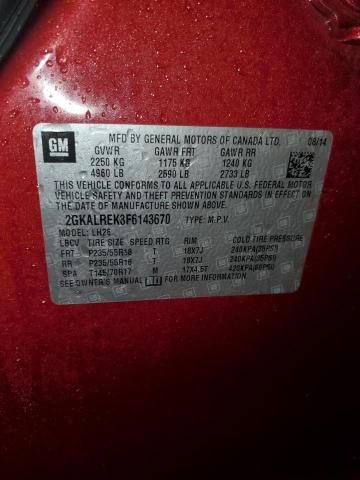 GM
MFD BY GENERAL MOTORS OF CANADA LTD. 08/14
GVWR GAWR FRT GAWR RR
2250 KG 1175 KG 1240 KG
4960 LB 2590 LB 2733 LB
THIS VEHICLE CONFORMS TO ALL APPLICABLE U.S. FEDERAL
MOTOR VEHICLE SAFETY AND THEFT PREVENTION STANDARDS
IN EFFECT ON THE DATE OF MANUFACTURE SHOWN ABOVE.
2GKALREK3F6143670 TYPE: M.P.V.
MODEL: LH26
LBCV TIRE SIZE SPEED RTG RIM COLD TIRE PRESSURE
FRT P235/55R18 T 18X7J 240KPA(35PSI)
RR P235/55R18 T 18X7J 240KPA(35PSI)
SPA T145/70R17 M 17X4.5T 420KPA(60PSI)
SEE OWNER'S MANUAL FOR MORE INFORMATION.